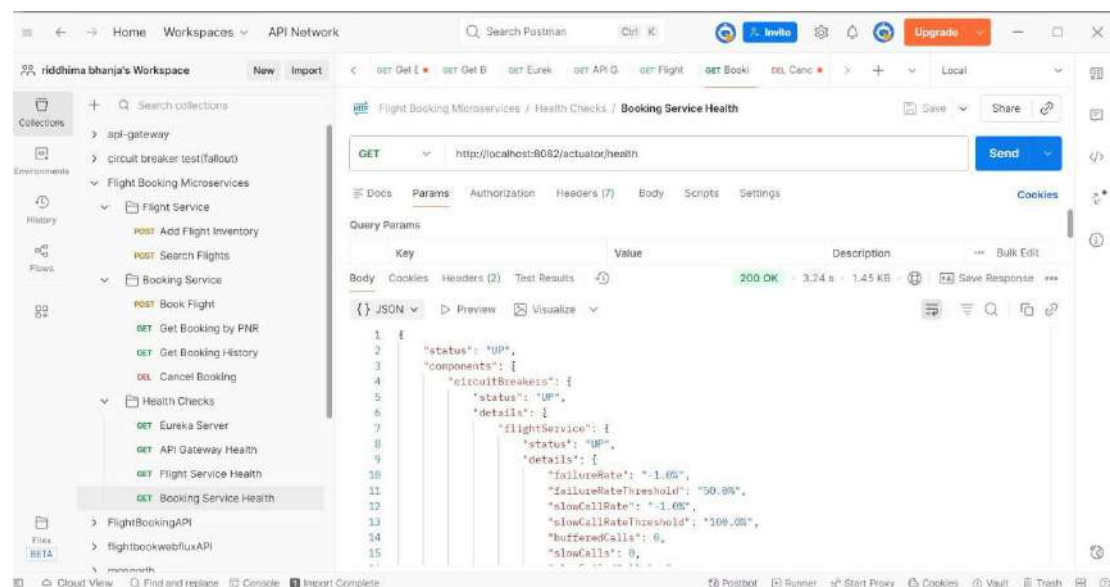 Home Workspaces API Network Search Postman Ctrl K Invite Upgrade
riddhima bhanja's Workspace New Import GET Get E GET Get B GET Eurek GET API G GET Flight GET Booki DEL Canc Local
Collections
Environments
History
Flows
Files
BETA
Search collections
api-gateway
circuit breaker test(fallout)
Flight Booking Microservices
Flight Service
POST Add Flight Inventory
POST Search Flights
Booking Service
POST Book Flight
GET Get Booking by PNR
GET Get Booking History
DEL Cancel Booking
Health Checks
GET Eureka Server
GET API Gateway Health
GET Flight Service Health
GET Booking Service Health
FlightBookingAPI
flightbookwebfluxAPI
HTTP Flight Booking Microservices / Health Checks / Booking Service Health Save Share
GET http://localhost:8082/actuator/health Send
Docs Params Authorization Headers (7) Body Scripts Settings Cookies
Query Params
Key Value Description Bulk Edit
Body Cookies Headers (2) Test Results 200 OK 3.24 s 1.45 KB Save Response
{} JSON Preview Visualize
1 {
2 "status": "UP",
3 "components": {
4 "circuitBreakers": {
5 "status": "UP",
6 "details": {
7 "flightService": {
8 "status": "UP",
9 "details": {
10 "failureRate": "-1.0%",
11 "failureRateThreshold": "50.0%",
12 "slowCallRate": "-1.0%",
13 "slowCallRateThreshold": "100.0%",
14 "bufferedCalls": 0,
15 "slowCalls": 0,
Cloud View Find and replace Console Import Complete Postbot Runner Start Proxy Cookies Vault Trash